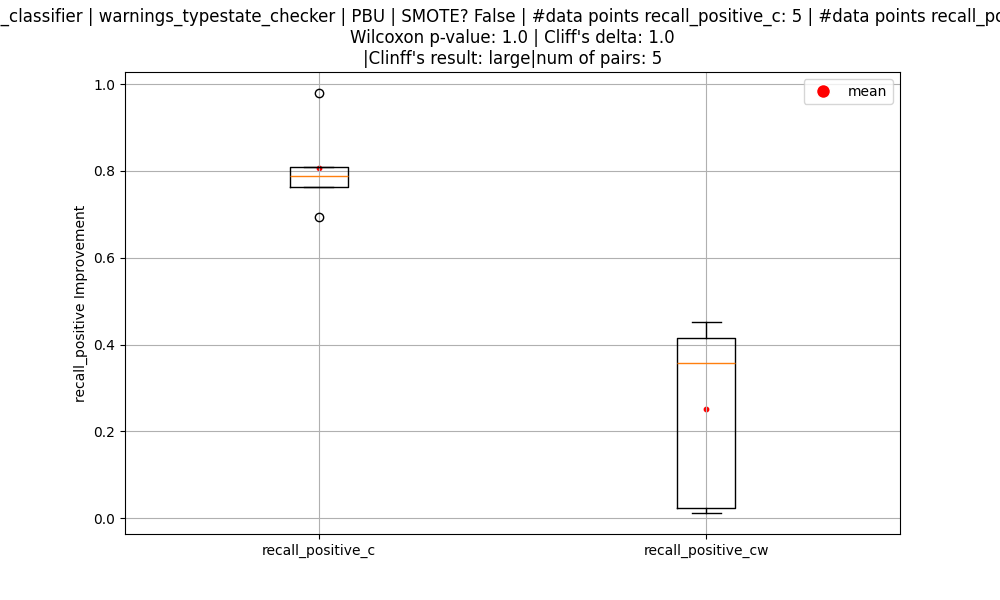 _classifier | warnings_typestate_checker | PBU | SMOTE? False | #data points recall_positive_c: 5 | #data points
Wilcoxon p-value: 1.0 | Cliff's delta: 1.0
|Clinff's result: large|num of pairs: 5
mean
1.0
0.8
0.6
0.4
0.2
0.0
recall_positive Improvement
recall_positive_c
recall_positive_cw